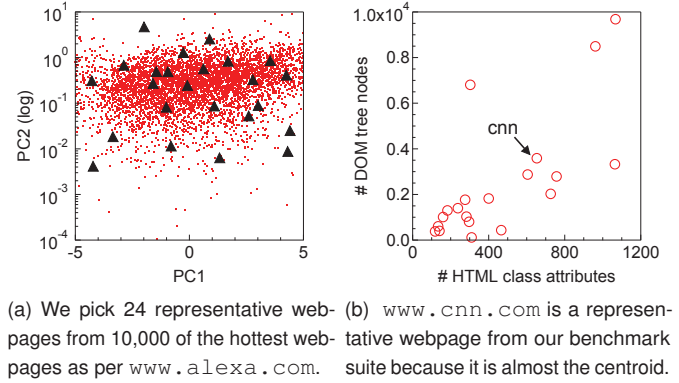 10^1
10^0
10^-1
10^-2
10^-3
10^-4
PC2 (log)
-5
0
5
PC1
1.0x10^4
0.8
0.6
0.4
0.2
0.0
# DOM tree nodes
cnn
0
400
800
1200
# HTML class attributes
(a) We pick 24 representative web-
pages from 10,000 of the hottest web-
pages as per www.alexa.com.
(b) www.cnn.com is a represen-
tative webpage from our benchmark
suite because it is almost the centroid.